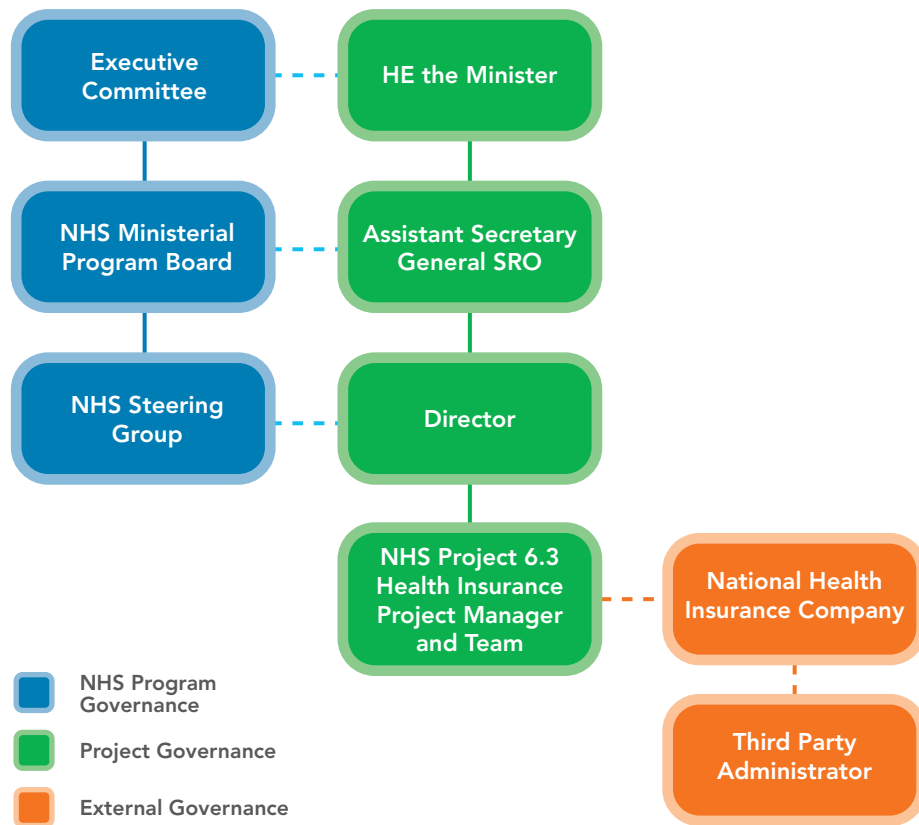 Executive
Committee
HE the Minister
NHS Ministerial
Program Board
Assistant Secretary
General SRO
NHS Steering
Group
Director
NHS Project 6.3
Health Insurance
Project Manager
and Team
National Health
Insurance Company
Third Party
Administrator
NHS Program
Governance
Project Governance
External Governance